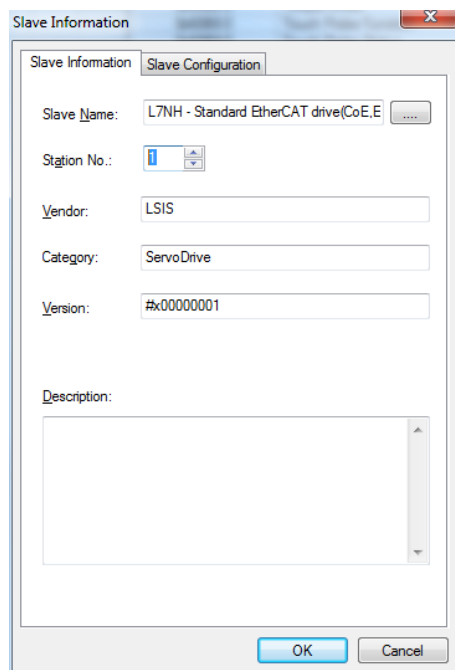 Slave Information
Slave Information
Slave Configuration
Slave Name:
L7NH - Standard EtherCAT drive(CoE,E
....
Station No.:
1
Vendor:
LSIS
Category:
ServoDrive
Version:
#x00000001
Description:
OK
Cancel